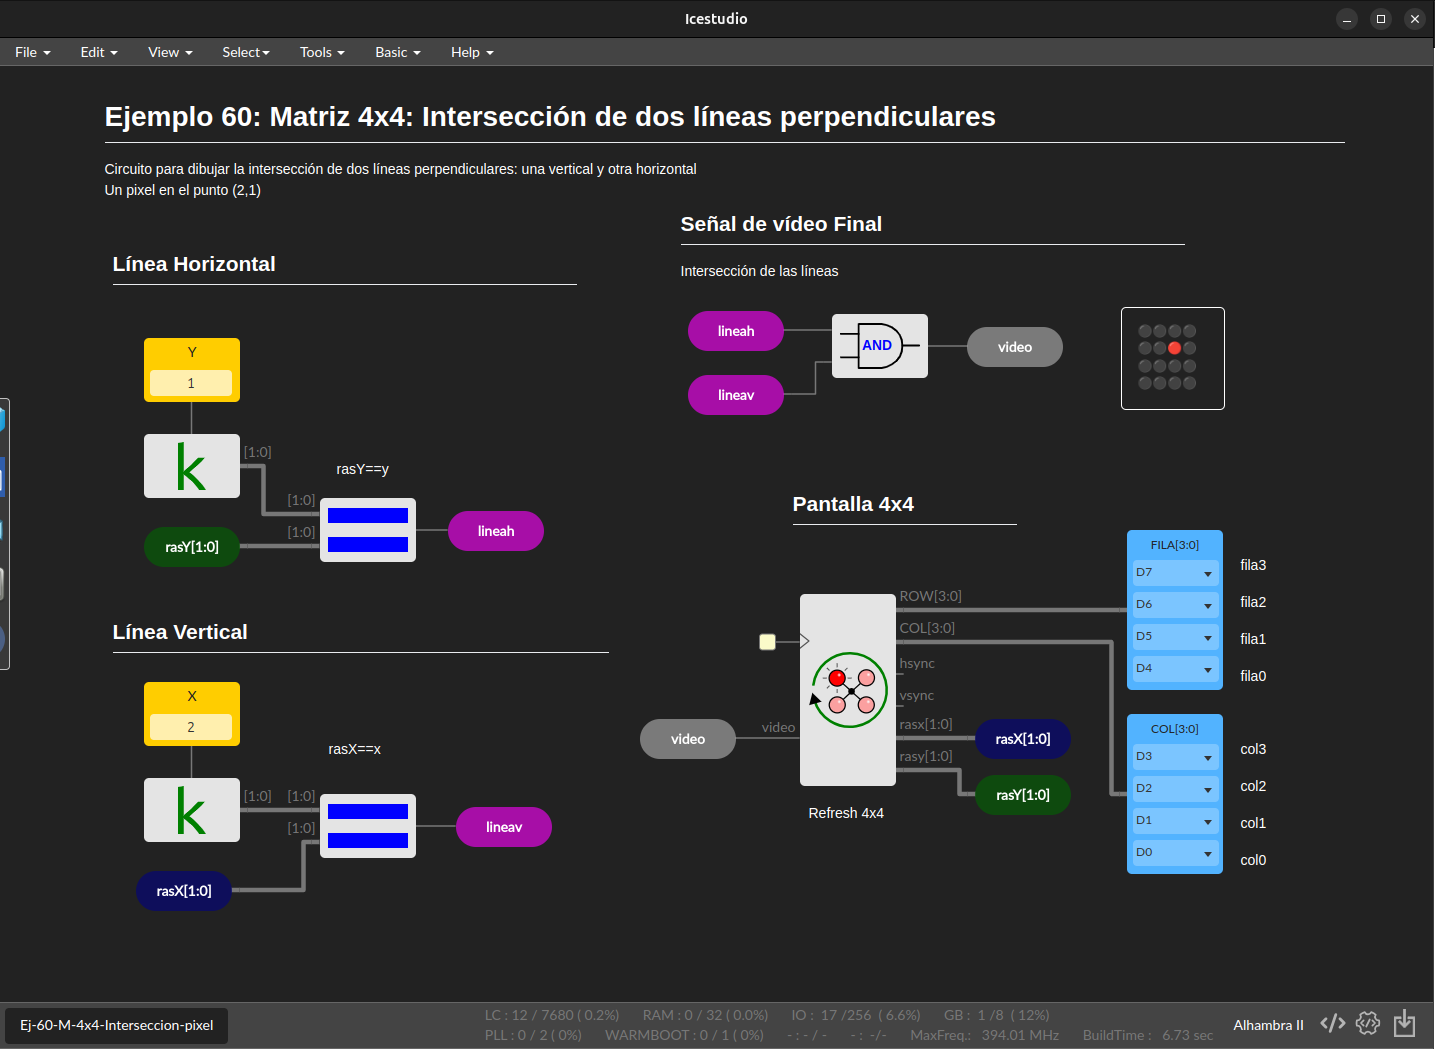 Icestudio
File Edit View Select Tools Basic Help
Ejemplo 60: Matriz 4x4: Intersección de dos líneas perpendiculares
Circuito para dibujar la intersección de dos líneas perpendiculares: una vertical y otra horizontal
Un pixel en el punto (2,1)
Línea Horizontal
Y
1
k
[1:0]
rasY==y
[1:0]
[1:0]
rasY[1:0]
lineah
Línea Vertical
X
2
k
rasX==x
[1:0] [1:0]
[1:0]
rasX[1:0]
lineav
Señal de vídeo Final
Intersección de las líneas
lineah
lineav
AND
video
Pantalla 4x4
video
video
Refresh 4x4
ROW[3:0]
COL[3:0]
hsync
vsync
rasx[1:0]
rasy[1:0]
rasX[1:0]
rasY[1:0]
FILA[3:0]
D7 fila3
D6 fila2
D5 fila1
D4 fila0
COL[3:0]
D3 col3
D2 col2
D1 col1
D0 col0
Ej-60-M-4x4-Interseccion-pixel
LC : 12 / 7680 ( 0.2%) RAM : 0 / 32 ( 0.0%) IO : 17 /256 ( 6.6%) GB : 1 /8 ( 12%)
PLL : 0 / 2 ( 0%) WARMBOOT : 0 / 1 ( 0%) - : - / - - : -/- MaxFreq.: 394.01 MHz BuildTime : 6.73 sec
Alhambra II